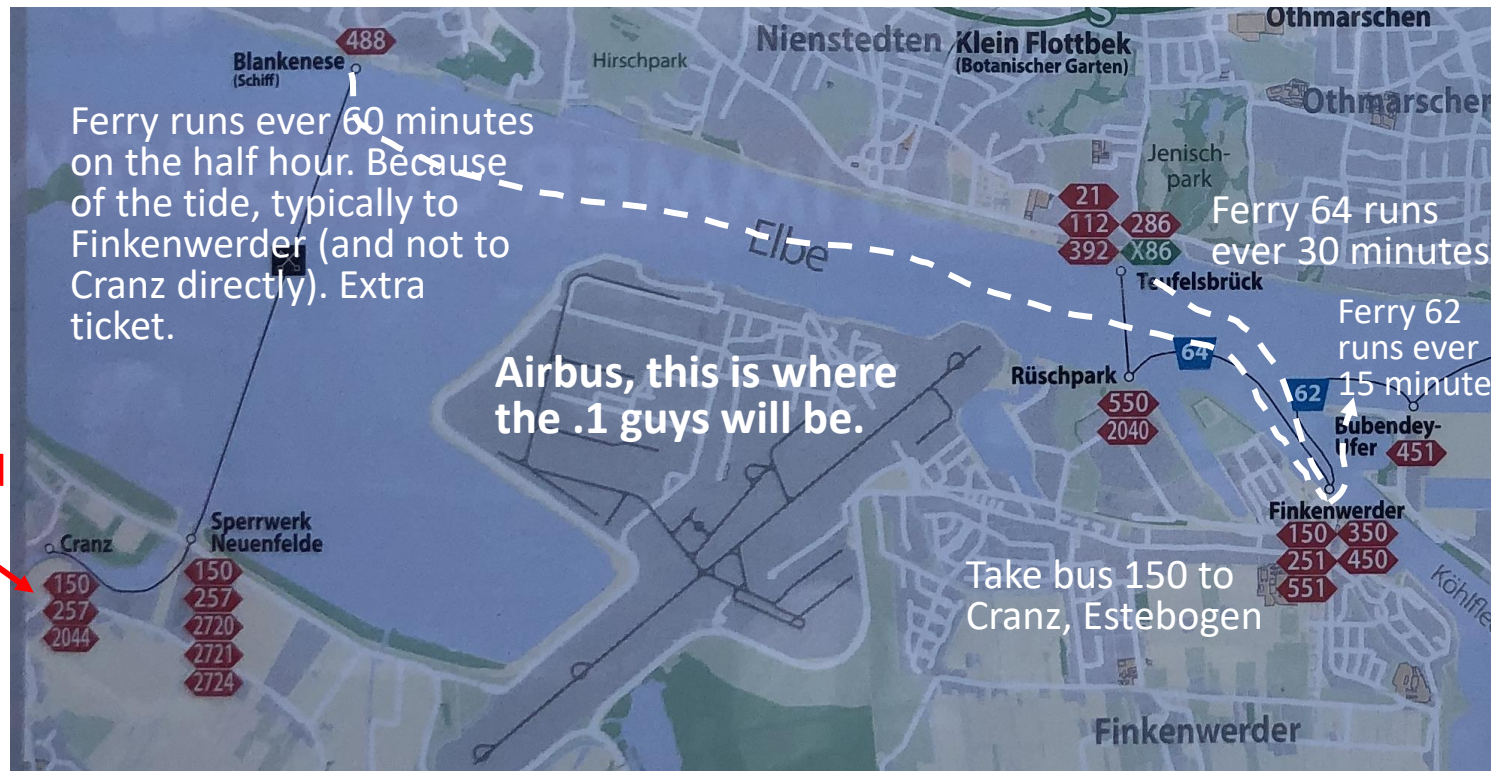 Othmarschen
Nienstedten
Klein Flottbek
(Botanischer Garten)
488
Blankenese
(Schiff)
Hirschpark
Othmarschen
Ferry runs ever 60 minutes
on the half hour. Because
of the tide, typically to
Finkenwerder (and not to
Cranz directly). Extra
ticket.
Jenisch-
park
21
112 286
392 X86
Ferry 64 runs
ever 30 minutes
Elbe
Teufelsbrück
Ferry 62
runs ever
15 minute
64
62
Airbus, this is where
the .1 guys will be.
Rüschpark
550
2040
Bubendey-
Ufer
451
Finkenwerder
150 350
251 450
551
Sperrwerk
Neuenfelde
Cranz
150
257
2044
150
257
2720
2721
2724
Take bus 150 to
Cranz, Estebogen
Finkenwerder